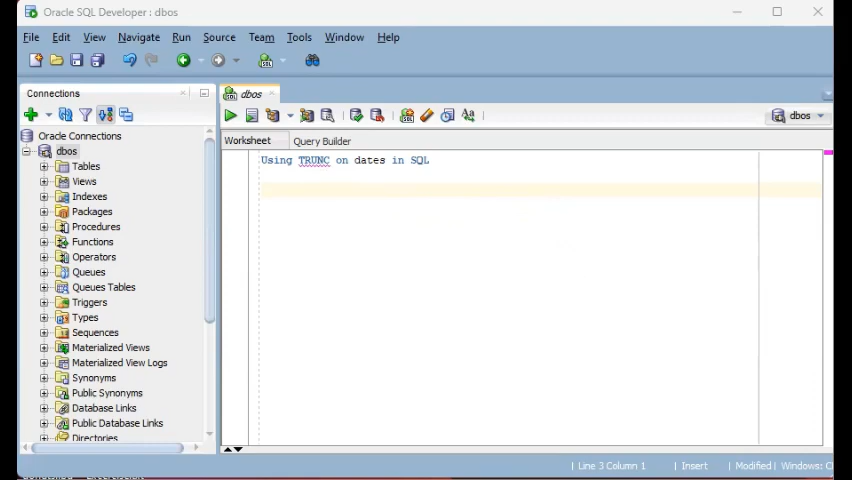 Oracle SQL Developer : dbos
File Edit View Navigate Run Source Team Tools Window Help
Connections
dbos
dbos
Worksheet Query Builder
Oracle Connections
dbos
Tables
Views
Indexes
Packages
Procedures
Functions
Operators
Queues
Queues Tables
Triggers
Types
Sequences
Materialized Views
Materialized View Logs
Synonyms
Public Synonyms
Database Links
Public Database Links
Directories
Using TRUNC on dates in SQL
Line 3 Column 1 Insert Modified Windows: C